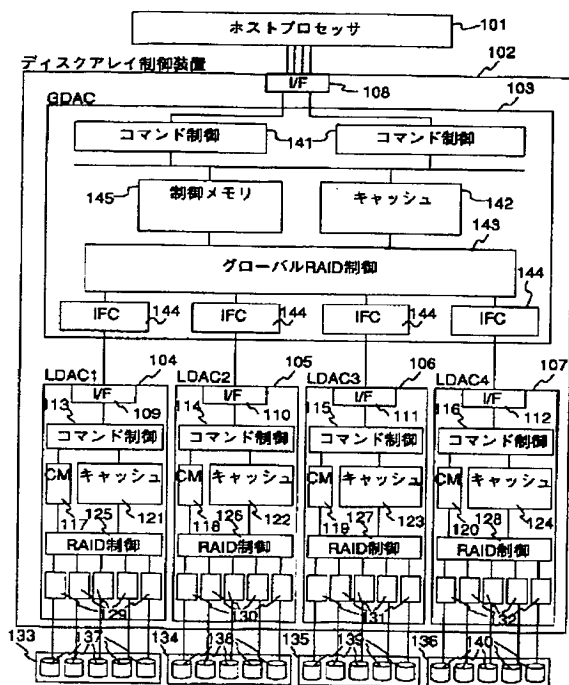 ホストプロセッサ
101
ディスクアレイ制御装置
102
I/F
108
GDAC
103
コマンド制御
141
コマンド制御
145
制御メモリ
キャッシュ
142
143
グローバルRAID制御
144
IFC
144
IFC
144
IFC
144
IFC
LDAC1
104
LDAC2
105
LDAC3
106
LDAC4
107
I/F
I/F
I/F
I/F
113
109
114
110
115
111
116
112
コマンド制御
コマンド制御
コマンド制御
コマンド制御
CM
キャッシュ
CM
キャッシュ
CM
キャッシュ
CM
キャッシュ
117
125
121
118
126
122
119
127
123
120
128
124
RAID制御
RAID制御
RAID制御
RAID制御
129
130
131
132
133
137
134
138
135
139
136
140